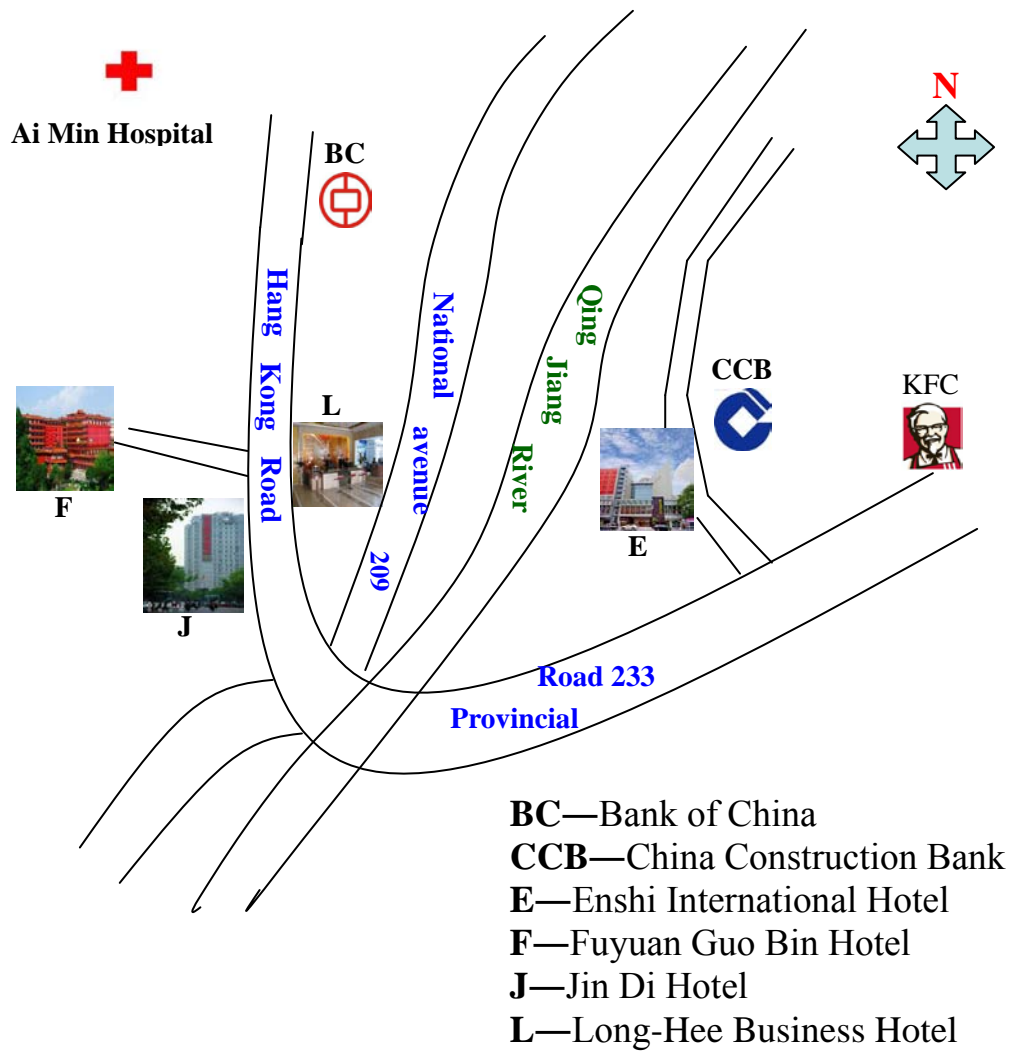 Ai Min Hospital
BC
N
Hang Kong Road
National avenue 209
Qing Jiang River
L
CCB
KFC
F
E
J
Road 233
Provincial
BC—Bank of China
CCB—China Construction Bank
E—Enshi International Hotel
F—Fuyuan Guo Bin Hotel
J—Jin Di Hotel
L—Long-Hee Business Hotel